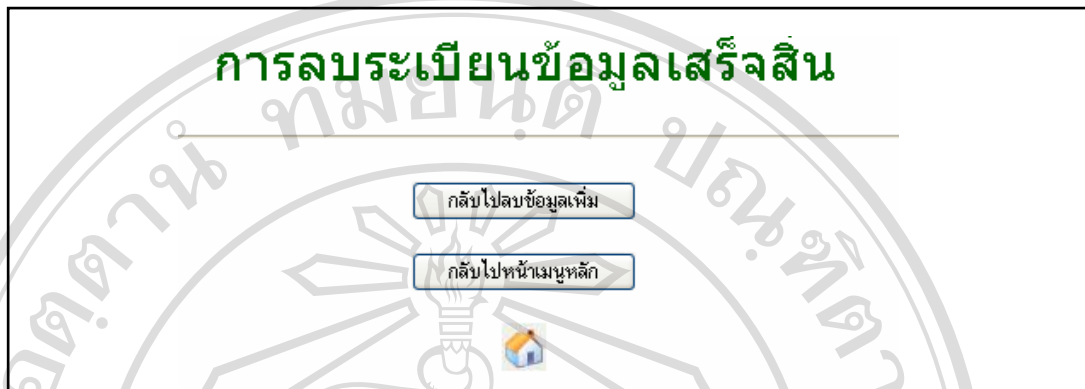 การลบระเบียนข้อมูลเสร็จสิ้น
กลับไปลบข้อมูลเพิ่ม
กลับไปหน้าเมนูหลัก